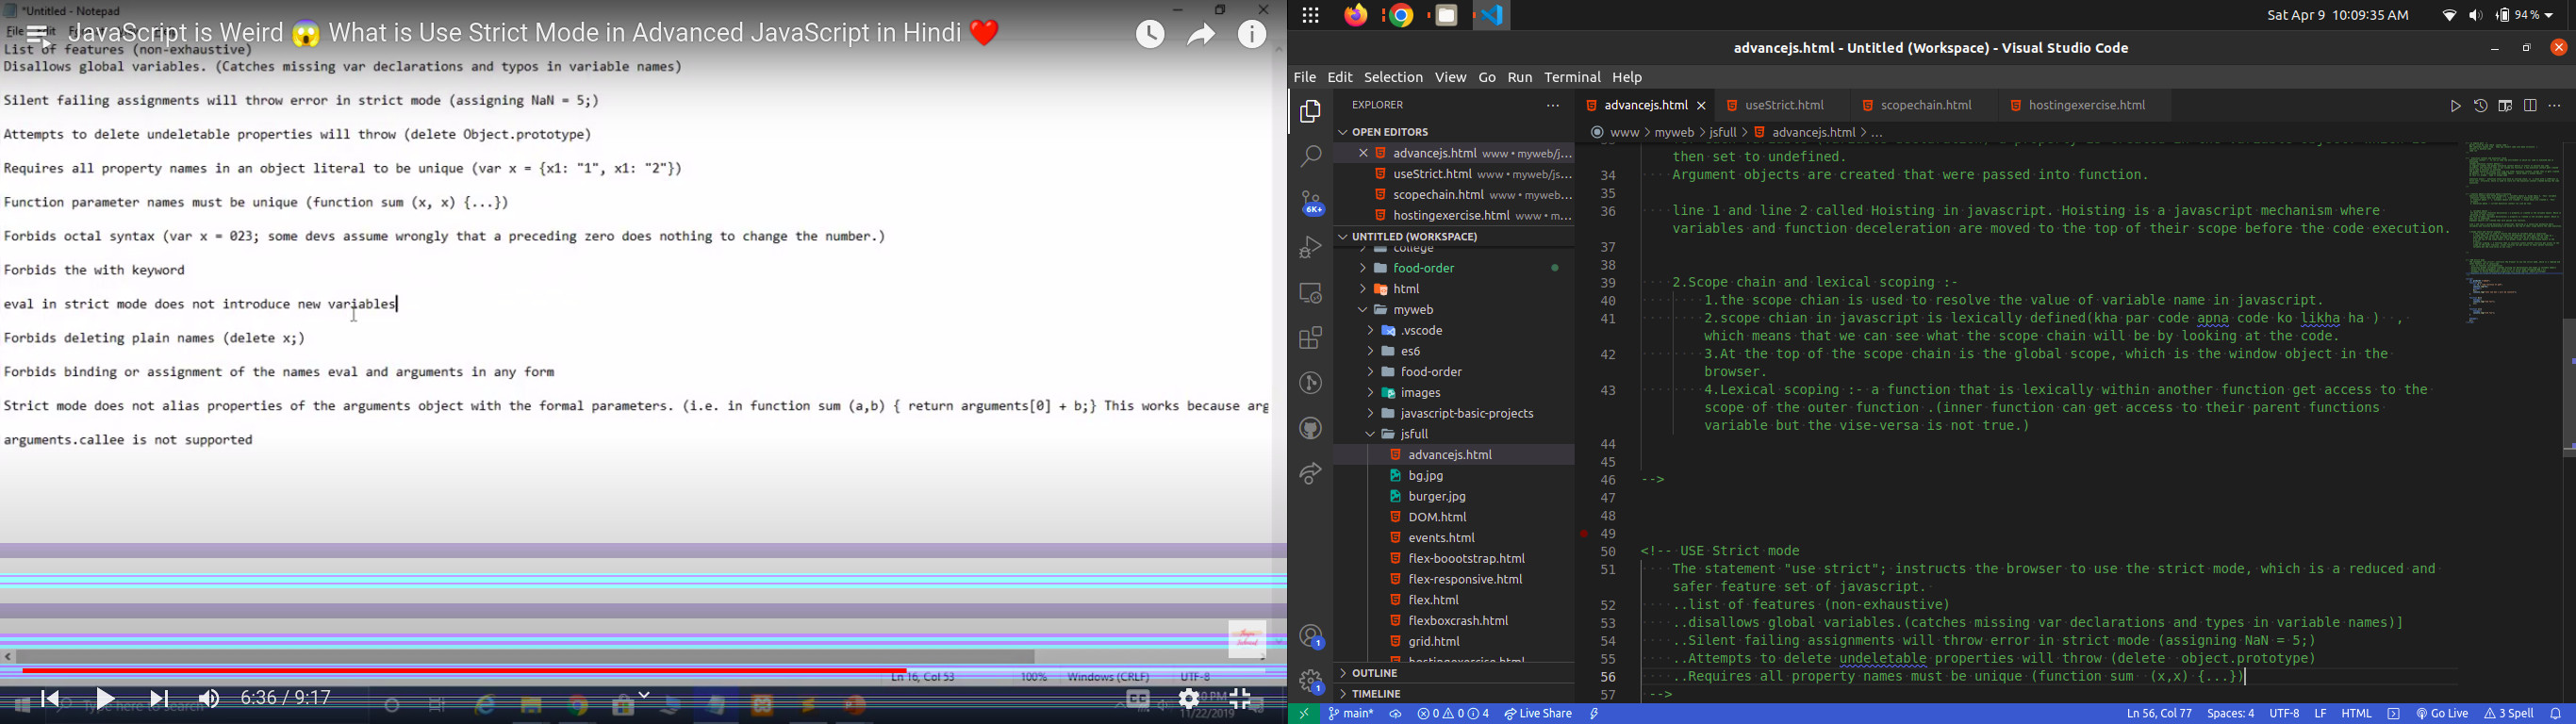 *Untitled - Notepad
JavaScript is Weird 😱 What is Use Strict Mode in Advanced JavaScript in Hindi ❤️
List of features (non-exhaustive)
Disallows global variables. (Catches missing var declarations and typos in variable names)
Silent failing assignments will throw error in strict mode (assigning NaN = 5;)
Attempts to delete undeletable properties will throw (delete Object.prototype)
Requires all property names in an object literal to be unique (var x = {x1: "1", x1: "2"})
Function parameter names must be unique (function sum (x, x) {...})
Forbids octal syntax (var x = 023; some devs assume wrongly that a preceding zero does nothing to change the number.)
Forbids the with keyword
eval in strict mode does not introduce new variables
Forbids deleting plain names (delete x;)
Forbids binding or assignment of the names eval and arguments in any form
Strict mode does not alias properties of the arguments object with the formal parameters. (i.e. in function sum (a,b) { return arguments[0] + b;} This works because arg
arguments.callee is not supported
Ln 16, Col 53 100% Windows (CRLF) UTF-8
6:36 / 9:17
Type here to search
CC
11/22/2019
Sat Apr 9 10:09:35 AM
94 %
advancejs.html - Untitled (Workspace) - Visual Studio Code
File Edit Selection View Go Run Terminal Help
EXPLORER
OPEN EDITORS
advancejs.html www • myweb/j...
useStrict.html www • myweb/js...
scopechain.html www • myweb...
hostingexercise.html www • m...
UNTITLED (WORKSPACE)
college
food-order
html
myweb
.vscode
es6
food-order
images
javascript-basic-projects
jsfull
advancejs.html
bg.jpg
burger.jpg
DOM.html
events.html
flex-boootstrap.html
flex-responsive.html
flex.html
flexboxcrash.html
grid.html
hostingexercise.html
OUTLINE
TIMELINE
6K+
1
1
advancejs.html useStrict.html scopechain.html hostingexercise.html
www > myweb > jsfull > advancejs.html > ...
then set to undefined.
34 Argument objects are created that were passed into function.
35
36 line 1 and line 2 called Hoisting in javascript. Hoisting is a javascript mechanism where
variables and function deceleration are moved to the top of their scope before the code execution.
37
38
39 2.Scope chain and lexical scoping :-
40 1.the scope chian is used to resolve the value of variable name in javascript.
41 2.scope chian in javascript is lexically defined(kha par code apna code ko likha ha ) ,
which means that we can see what the scope chain will be by looking at the code.
42 3.At the top of the scope chain is the global scope, which is the window object in the
browser.
43 4.Lexical scoping :- a function that is lexically within another function get access to the
scope of the outer function .(inner function can get access to their parent functions
variable but the vise-versa is not true.)
44
45
46 -->
47
48
49
50 <!-- USE Strict mode
51 The statement "use strict"; instructs the browser to use the strict mode, which is a reduced and
safer feature set of javascript.
52 ..list of features (non-exhaustive)
53 ..disallows global variables.(catches missing var declarations and types in variable names)]
54 ..Silent failing assignments will throw error in strict mode (assigning NaN = 5;)
55 ..Attempts to delete undeletable properties will throw (delete object.prototype)
56 ..Requires all property names must be unique (function sum (x,x) {...})
57 -->
main* 0 0 4 Live Share
Ln 56, Col 77 Spaces: 4 UTF-8 LF HTML Go Live 3 Spell